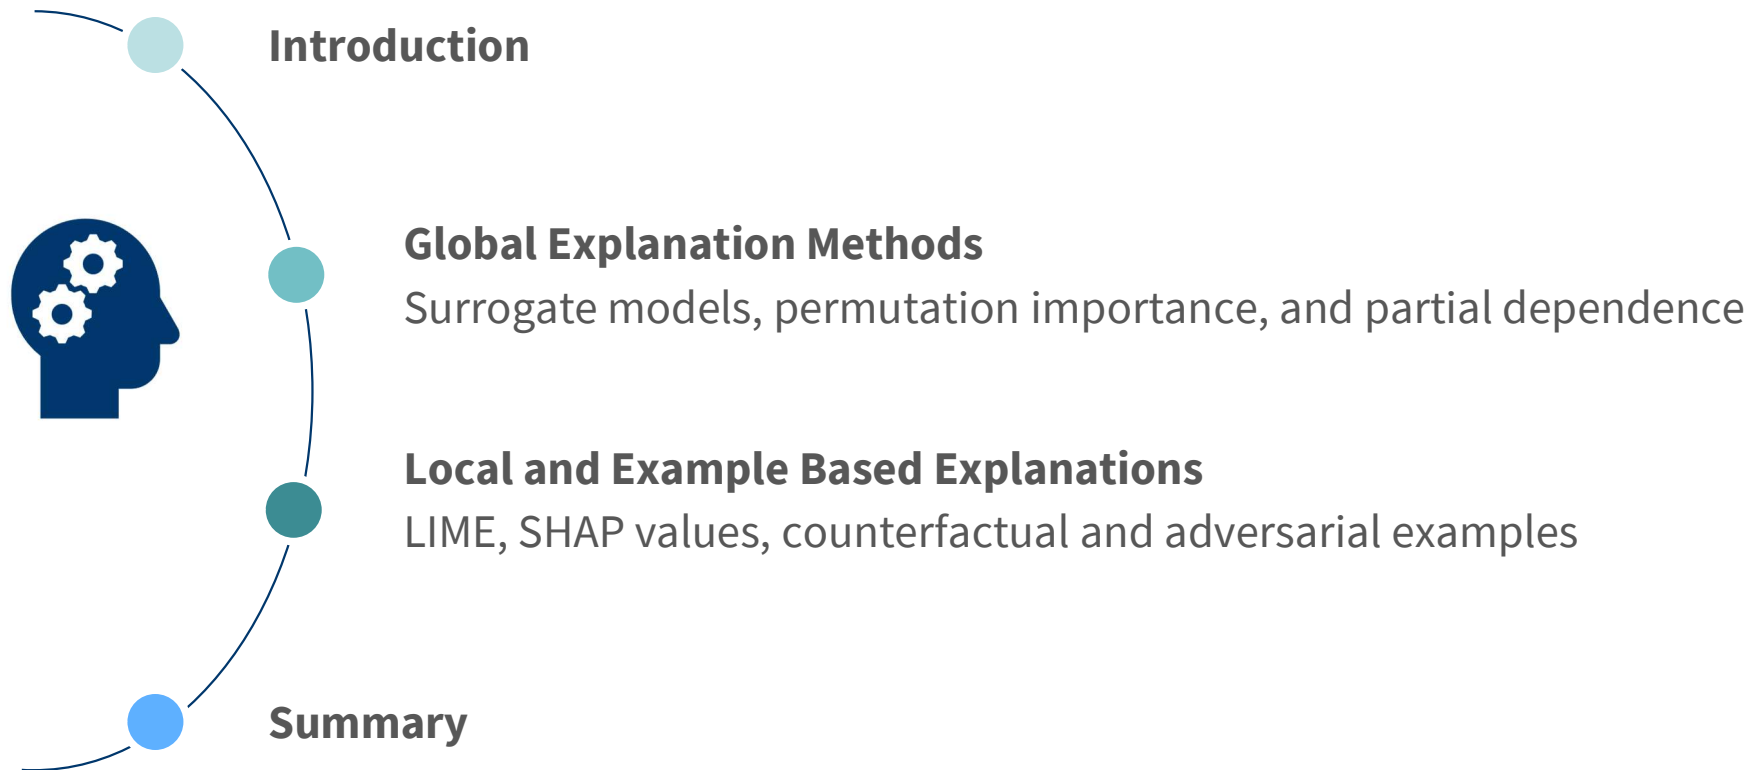 Introduction
Global Explanation Methods
Surrogate models, permutation importance, and partial dependence
Local and Example Based Explanations
LIME, SHAP values, counterfactual and adversarial examples
Summary